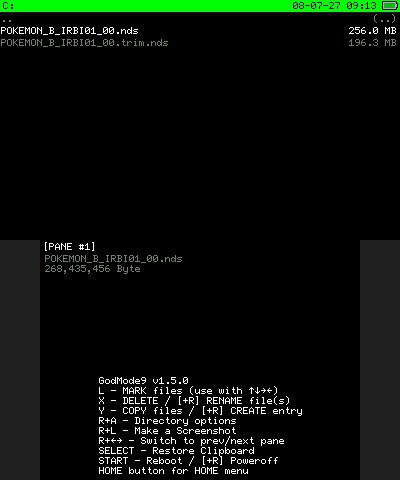 C:
08-07-27 09:13
..
(..)
POKEMON_B_IRBI01_00.nds
256.0 MB
POKEMON_B_IRBI01_00.trim.nds
196.3 MB
[PANE #1]
POKEMON_B_IRBI01_00.nds
268,435,456 Byte
GodMode9 v1.5.0
L - MARK files (use with ↑↓→←)
X - DELETE / [+R] RENAME file(s)
Y - COPY files / [+R] CREATE entry
R+A - Directory options
R+L - Make a Screenshot
R+←→ - Switch to prev/next pane
SELECT - Restore Clipboard
START - Reboot / [+R] Poweroff
HOME button for HOME menu